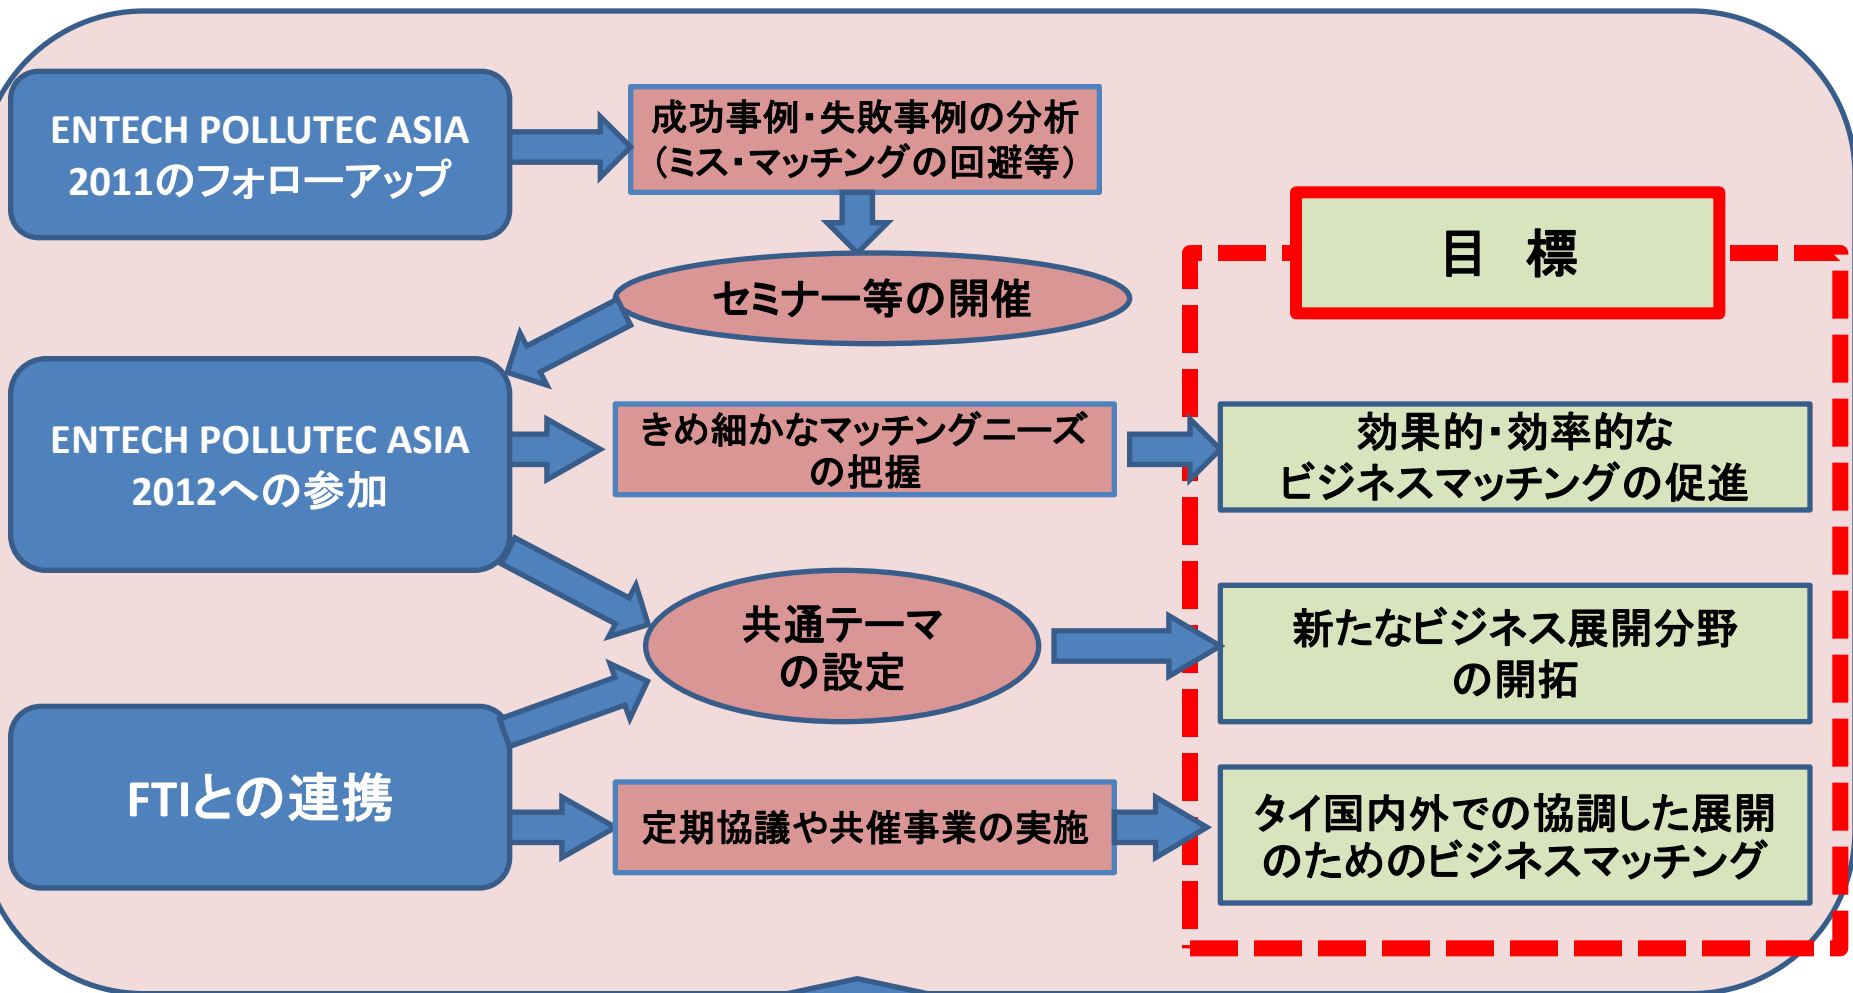 ENTECH POLLUTEC ASIA
2011のフォローアップ
成功事例・失敗事例の分析
（ミス・マッチングの回避等）
セミナー等の開催
目　標
ENTECH POLLUTEC ASIA
2012への参加
きめ細かなマッチングニーズ
の把握
効果的・効率的な
ビジネスマッチングの促進
共通テーマ
の設定
新たなビジネス展開分野
の開拓
FTIとの連携
定期協議や共催事業の実施
タイ国内外での協調した展開
のためのビジネスマッチング